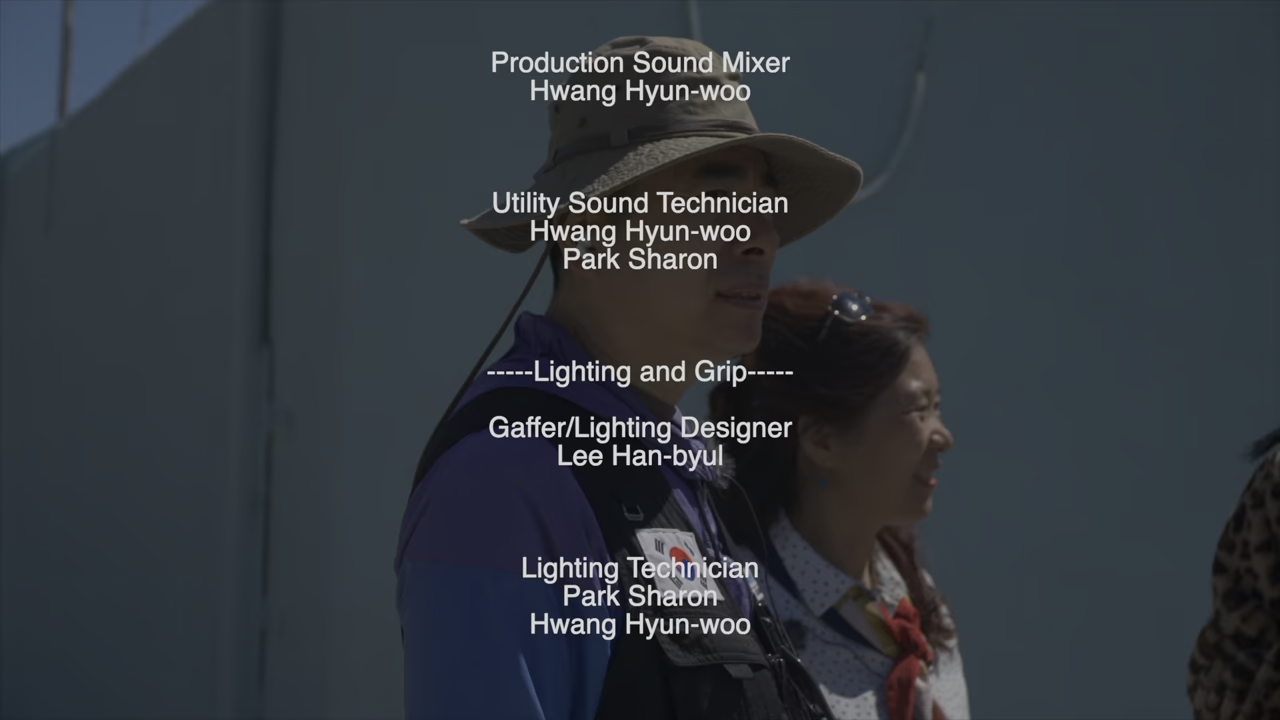 Production Sound Mixer
Hwang Hyun-woo
Utility Sound Technician
Hwang Hyun-woo
Park Sharon
-----Lighting and Grip-----
Gaffer/Lighting Designer
Lee Han-byul
Lighting Technician
Park Sharon
Hwang Hyun-woo